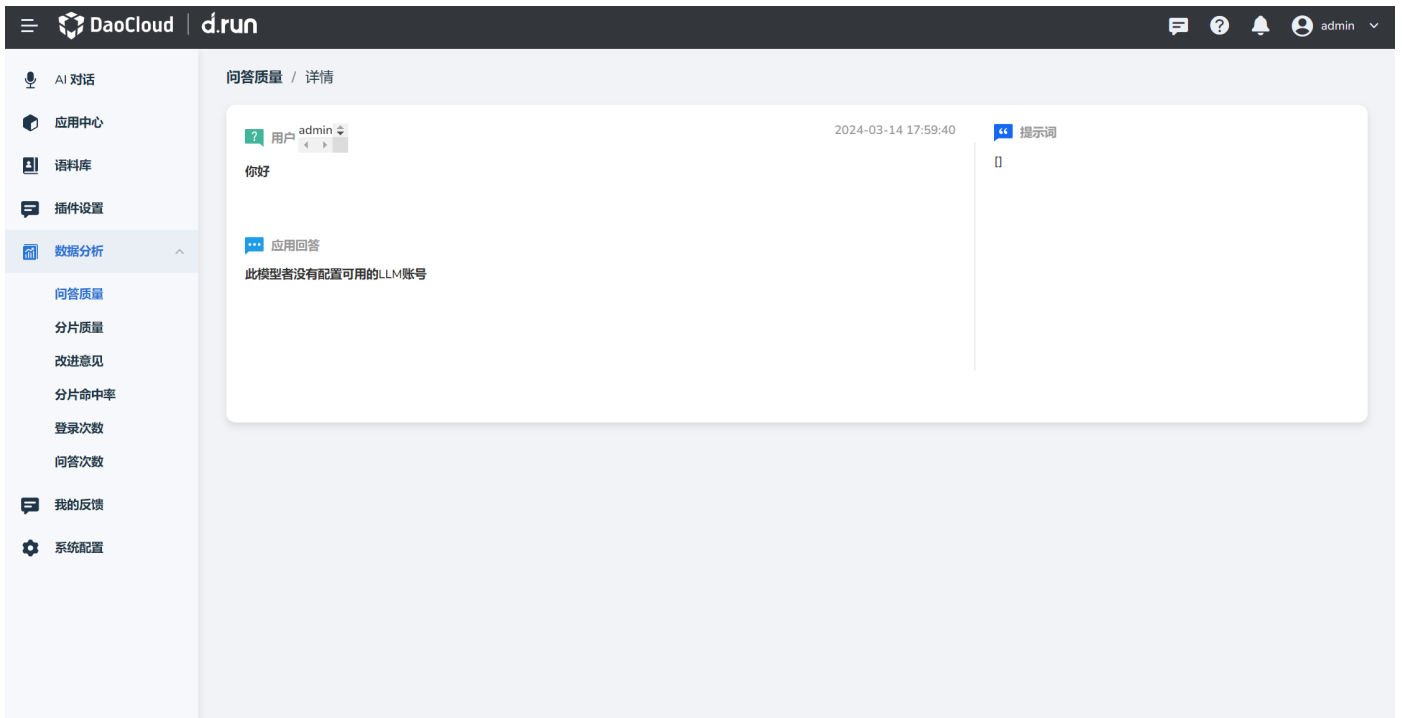 DaoCloud d.run
admin
AI 对话
应用中心
语料库
插件设置
数据分析
问答质量
分片质量
改进意见
分片命中率
登录次数
问答次数
我的反馈
系统配置
问答质量 / 详情
用户 admin 2024-03-14 17:59:40
你好
应用回答
此模型者没有配置可用的LLM账号
提示词
[]